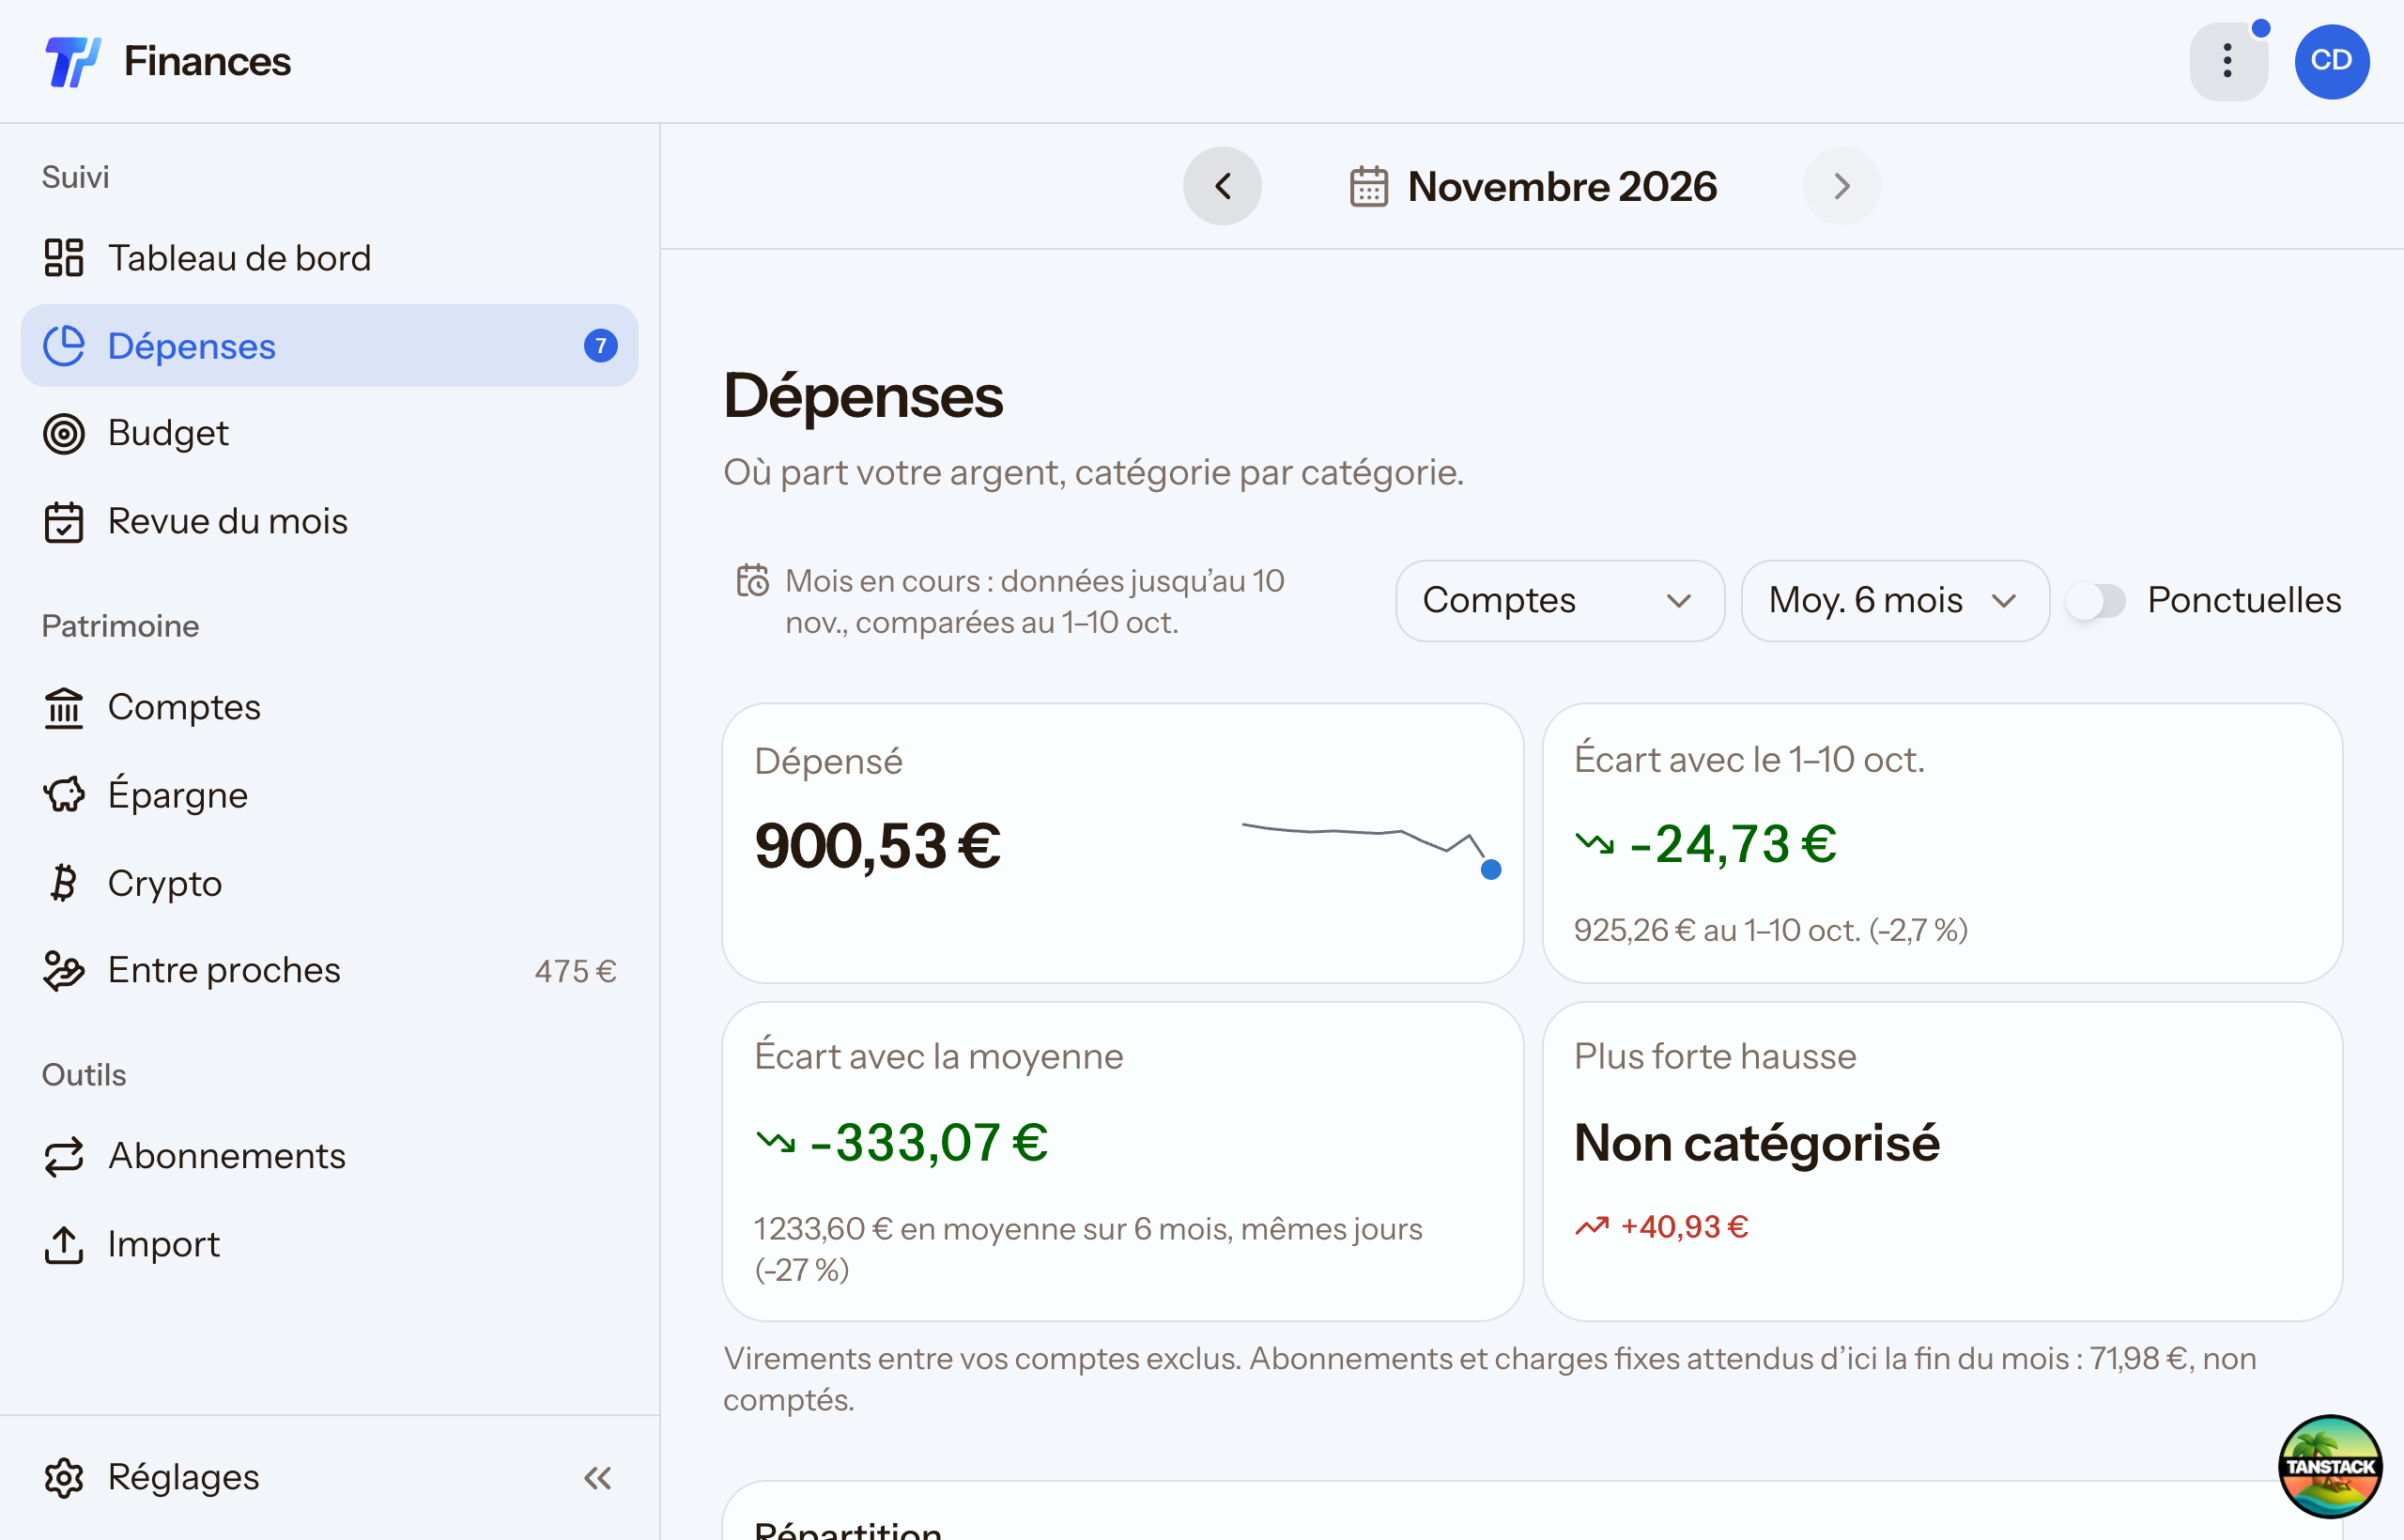 Finances
CD
Suivi
Tableau de bord
Dépenses
7
Budget
Revue du mois
Patrimoine
Comptes
Épargne
Crypto
Entre proches
475 €
Outils
Abonnements
Import
Réglages
Novembre 2026
Dépenses
Où part votre argent, catégorie par catégorie.
Mois en cours : données jusqu’au 10
nov., comparées au 1–10 oct.
Comptes
Moy. 6 mois
Ponctuelles
Dépensé
900,53 €
Écart avec le 1–10 oct.
-24,73 €
925,26 € au 1–10 oct. (-2,7 %)
Écart avec la moyenne
-333,07 €
1 233,60 € en moyenne sur 6 mois, mêmes jours
(-27 %)
Plus forte hausse
Non catégorisé
+40,93 €
Virements entre vos comptes exclus. Abonnements et charges fixes attendus d’ici la fin du mois : 71,98 €, non
comptés.
Répartition
TANSTACK